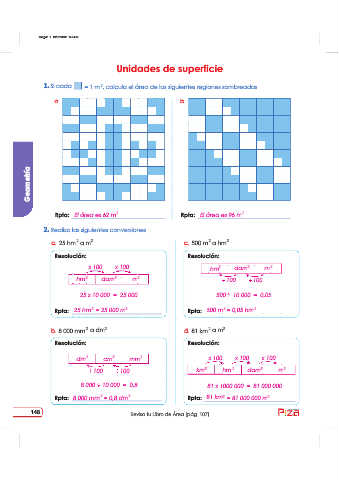 Unidades de superficie
1. Si cada = 1 m², calcula el área de las siguientes regiones sombreadas
a.
b.
Geometría
Rpta: El área es 62 m²
Rpta: El área es 96 m²
2. Realiza las siguientes conversiones
a. 25 hm² a m²
c. 500 m² a hm²
Resolución:
Resolución:
x 100 x 100
hm² dam² m²
hm² dam² m²
÷ 100 ÷ 100
25 x 10 000 = 25 000
500 ÷ 10 000 = 0,05
Rpta: 25 hm² = 25 000 m²
Rpta: 500 m² = 0,05 hm²
b. 8 000 mm² a dm²
d. 81 km² a m²
Resolución:
Resolución:
dm² cm² mm²
x 100 x 100 x 100
÷ 100 ÷ 100
km² hm² dam² m²
8 000 ÷ 10 000 = 0,8
81 x 1000 000 = 81 000 000
Rpta: 8 000 mm² = 0,8 dm²
Rpta: 81 km² = 81 000 000 m²
148
Revisa tu Libro de Área (pág. 107)